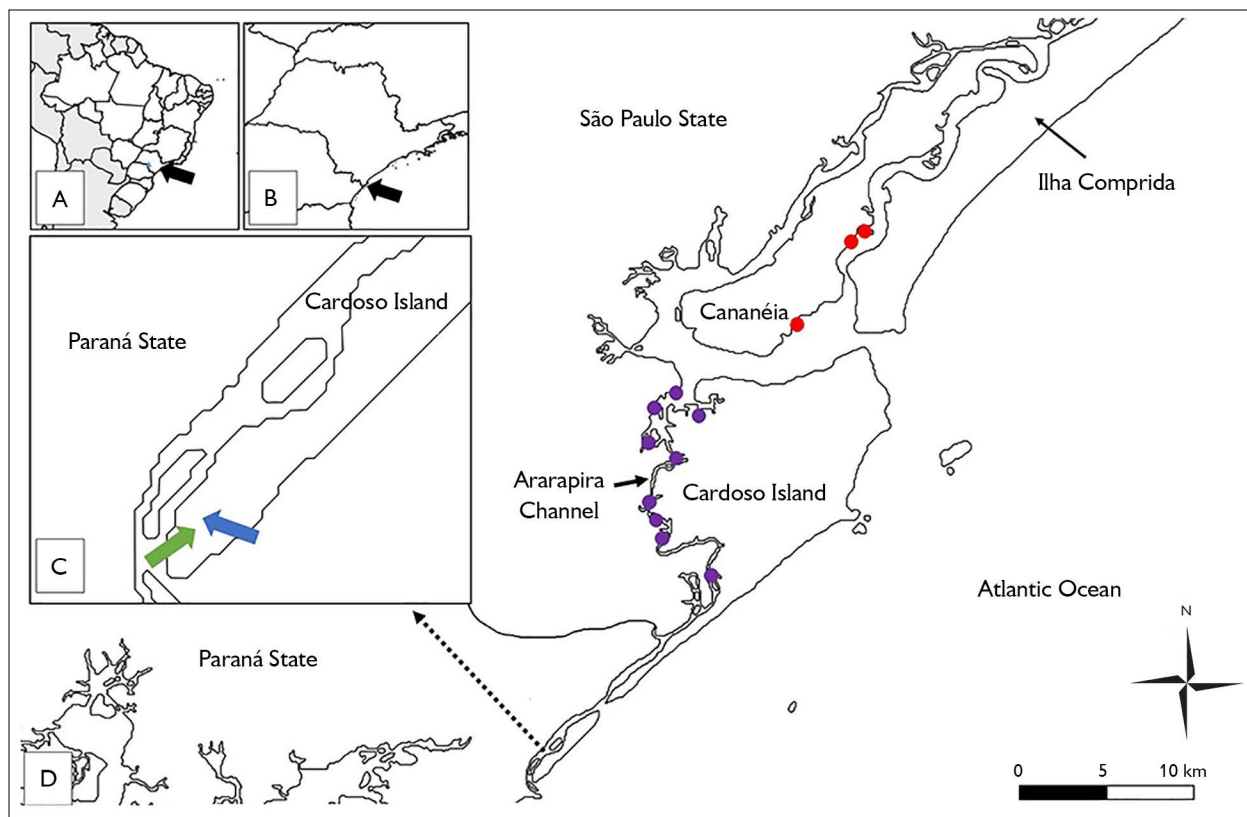 A
B
São Paulo State
Ilha Comprida
Cardoso Island
Paraná State
C
Cananéia
Ararapira
Channel
Cardoso Island
Atlantic Ocean
N
Paraná State
D
0 5 10 km